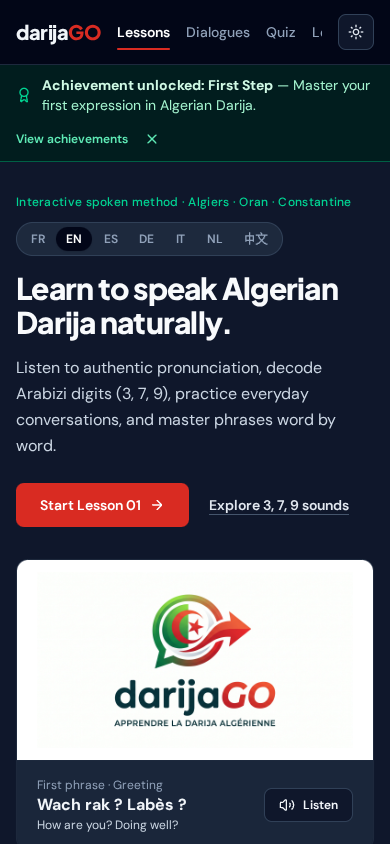 darijaGO Lessons Dialogues Quiz
Achievement unlocked: First Step — Master your
first expression in Algerian Darija.
View achievements
Interactive spoken method · Algiers · Oran · Constantine
FR EN ES DE IT NL 中文
Learn to speak Algerian
Darija naturally.
Listen to authentic pronunciation, decode
Arabizi digits (3, 7, 9), practice everyday
conversations, and master phrases word by
word.
Start Lesson 01
Explore 3, 7, 9 sounds
darijaGO
APPRENDRE LA DARIJA ALGÉRIENNE
First phrase · Greeting
Wach rak ? Labès ?
How are you? Doing well?
Listen